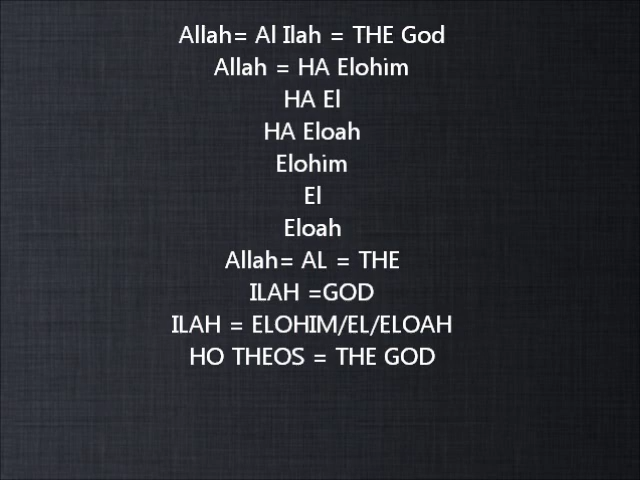 Allah= Al Ilah = THE God
Allah = HA Elohim
HA El
HA Eloah
Elohim
El
Eloah
Allah= AL = THE
ILAH =GOD
ILAH = ELOHIM/EL/ELOAH
HO THEOS = THE GOD